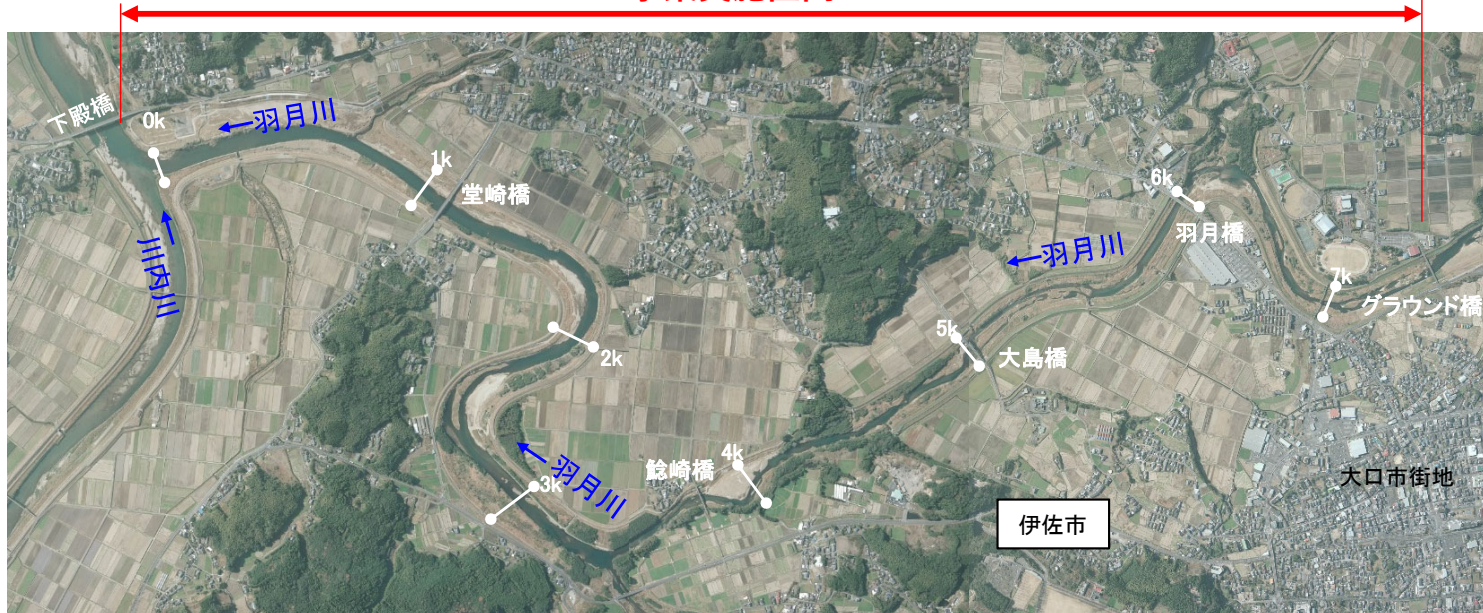 下殿橋
0k
←羽月川
1k
堂崎橋
←川内川
2k
←羽月川
3k
鯰崎橋
4k
5k
大島橋
←羽月川
6k
羽月橋
7k
グラウンド橋
大口市街地
伊佐市